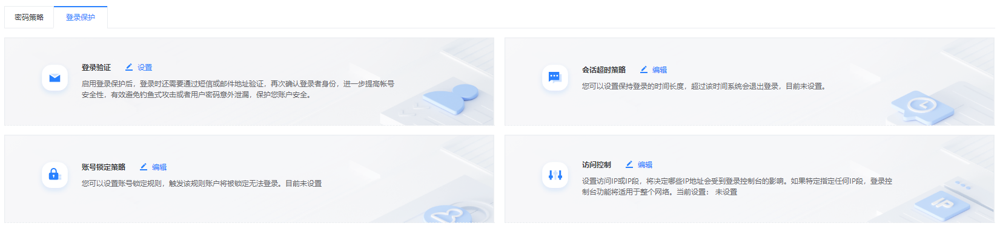 密码策略
登录保护
登录验证 设置
启用登录保护后，登录时还需要通过短信或邮件地址验证，再次确认登录者身份，进一步提高帐号
安全性，有效避免钓鱼式攻击或者用户密码意外泄漏，保护您账户安全。
会话超时策略 编辑
您可以设置保持登录的时间长度，超过该时间系统会退出登录，目前未设置。
账号锁定策略 编辑
您可以设置账号锁定规则，触发该规则账户将被锁定无法登录。目前未设置
访问控制 编辑
设置访问IP或IP段，将决定哪些IP地址会受到登录控制台的影响。如果特定指定任何IP段，登录控
制台功能将适用于整个网络。当前设置： 未设置
IP